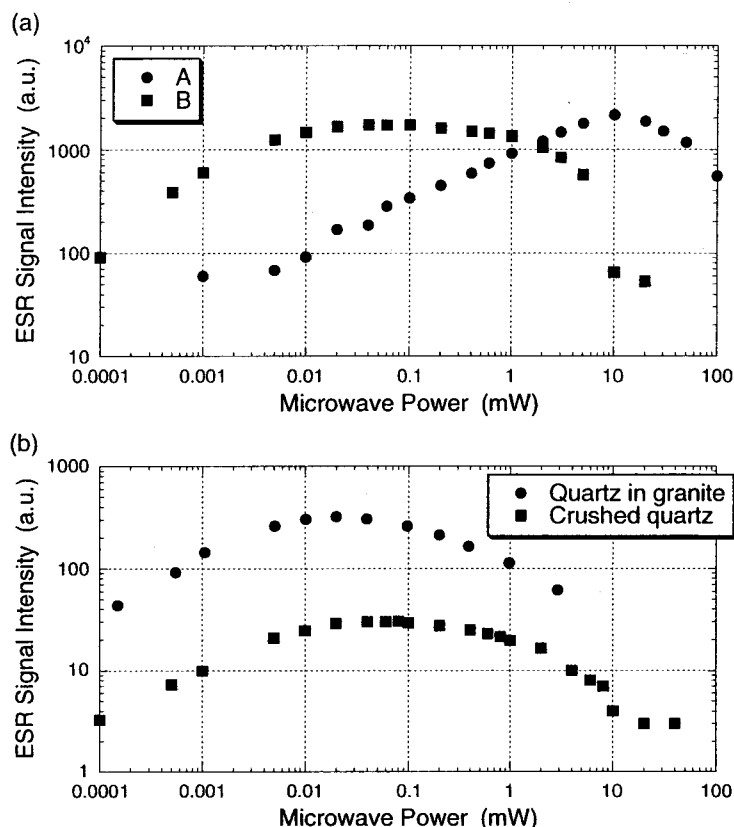 (a)
10⁴
1000
100
10
ESR Signal Intensity (a.u.)
A
B
0.0001 0.001 0.01 0.1 1 10 100
Microwave Power (mW)
(b)
1000
100
10
1
ESR Signal Intensity (a.u.)
Quartz in granite
Crushed quartz
0.0001 0.001 0.01 0.1 1 10 100
Microwave Power (mW)